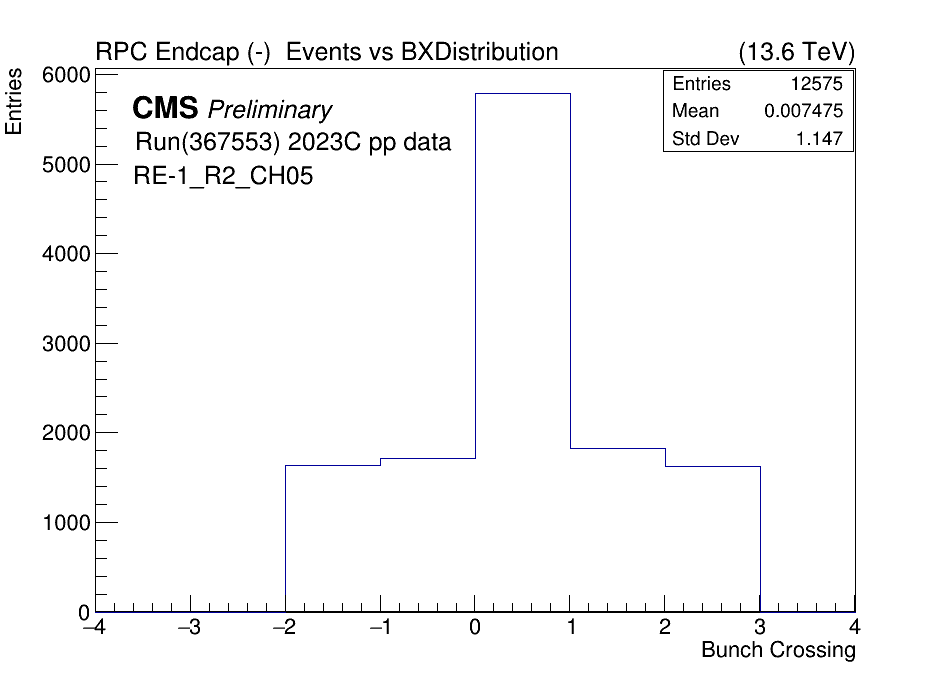 RPC Endcap (-)  Events vs BXDistribution (13.6 TeV)
Entries
6000
5000
4000
3000
2000
1000
0
CMS Preliminary
Run(367553) 2023C pp data
RE-1_R2_CH05
Entries 12575
Mean 0.007475
Std Dev 1.147
−4 −3 −2 −1 0 1 2 3 4
Bunch Crossing